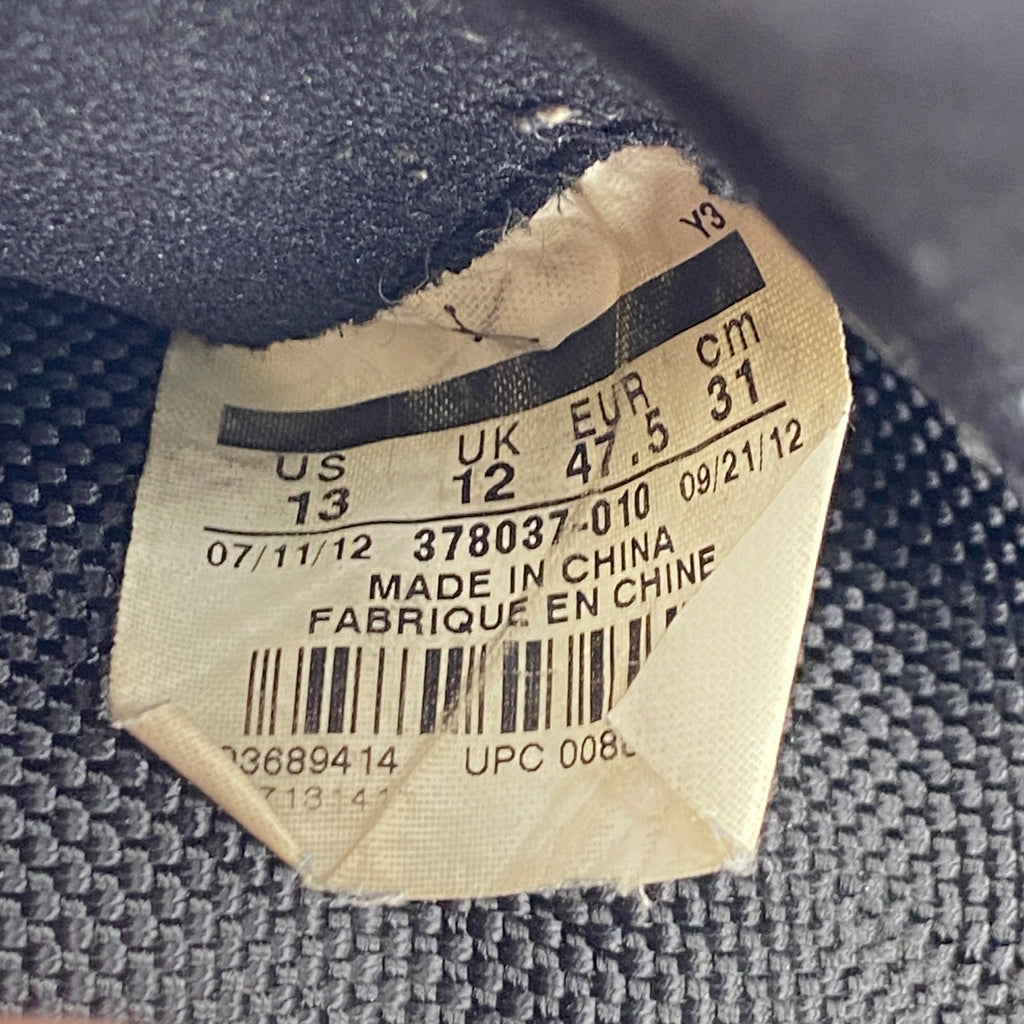 Y3
US UK EUR cm
13 12 47.5 31
07/11/12 378037-010 09/21/12
MADE IN CHINA
FABRIQUE EN CHINE
3689414 UPC 008